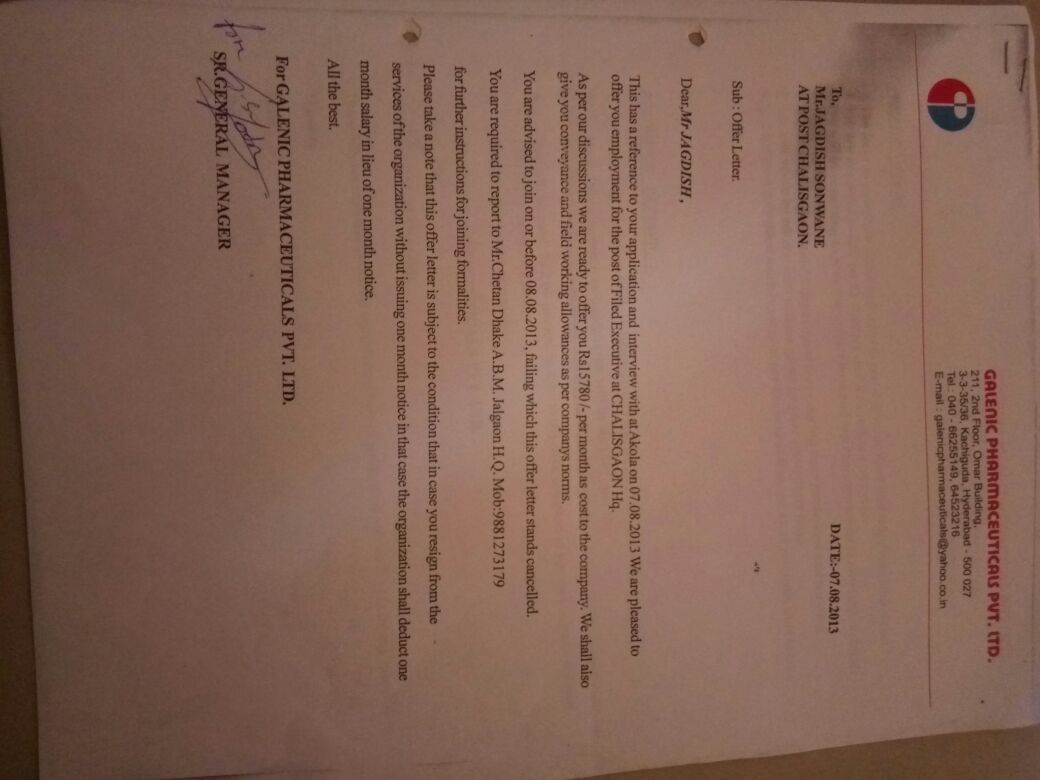 GALENIC PHARMACEUTICALS PVT. LTD.
211, 2nd Floor, Omar Building,
3-3-35/36, Kachiguda, Hyderabad - 500 027
Tel.: 040 - 66255149, 64523216
E-mail : galenicpharmaceuticals@yahoo.co.in
DATE:-07.08.2013
To,
Mr.JAGDISH SONWANE
AT POST CHALISGAON.
Sub : Offer Letter.
Dear,Mr JAGDISH ,
This has a reference to your application and interview with at Akola on 07.08.2013 We are pleased to
offer you employment for the post of Filed Executive at CHALISGAON Hq.
As per our discussions we are ready to offer you Rs15780 /- per month as cost to the company. We shall also
give you conveyance and field working allowances as per companys norms.
You are advised to join on or before 08.08.2013, failing which this offer letter stands cancelled.
You are required to report to Mr.Chetan Dhake A.B.M. Jalgaon H.Q. Mob:9881273179
for further instructions for joining formalities.
Please take a note that this offer letter is subject to the condition that in case you resign from the
services of the organization without issuing one month notice in that case the organization shall deduct one
month salary in lieu of one month notice.
All the best.
For GALENIC PHARMACEUTICALS PVT. LTD.
for
SR.GENERAL MANAGER